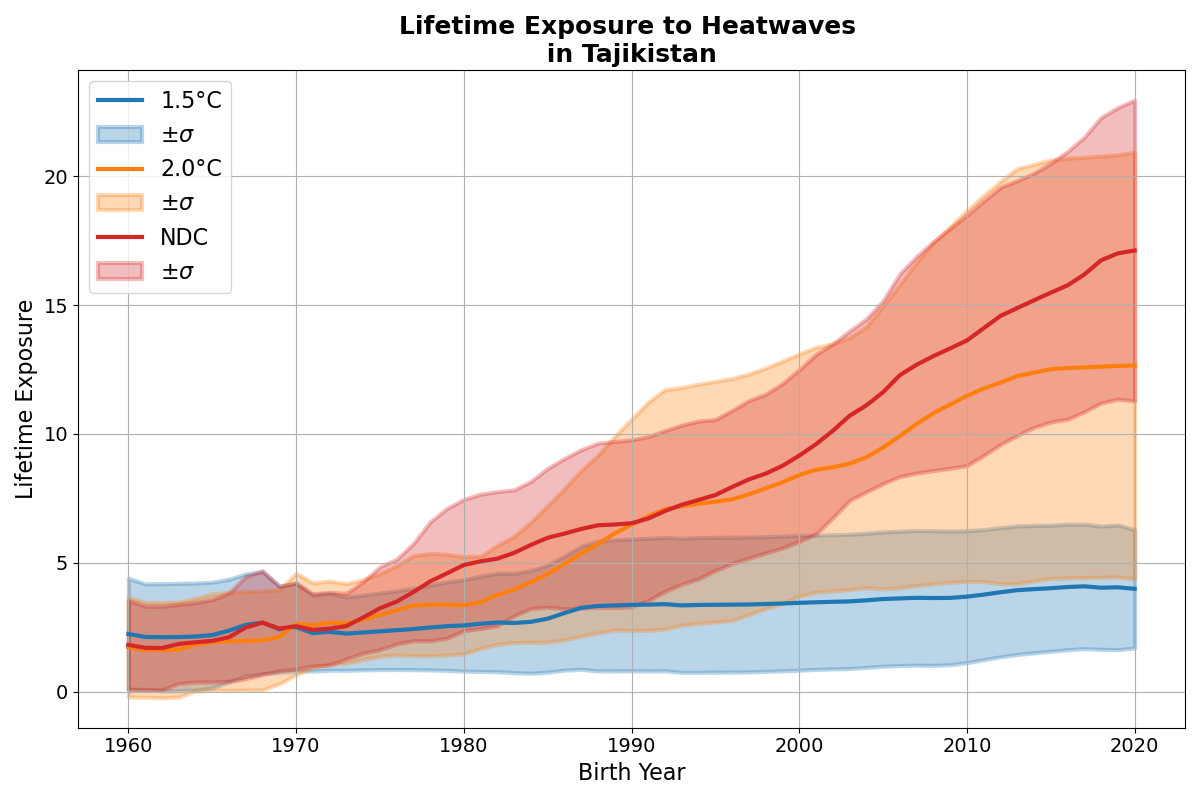 Lifetime Exposure to Heatwaves
in Tajikistan
1.5°C
±σ
2.0°C
±σ
NDC
±σ
Lifetime Exposure
20
15
10
5
0
1960
1970
1980
1990
2000
2010
2020
Birth Year